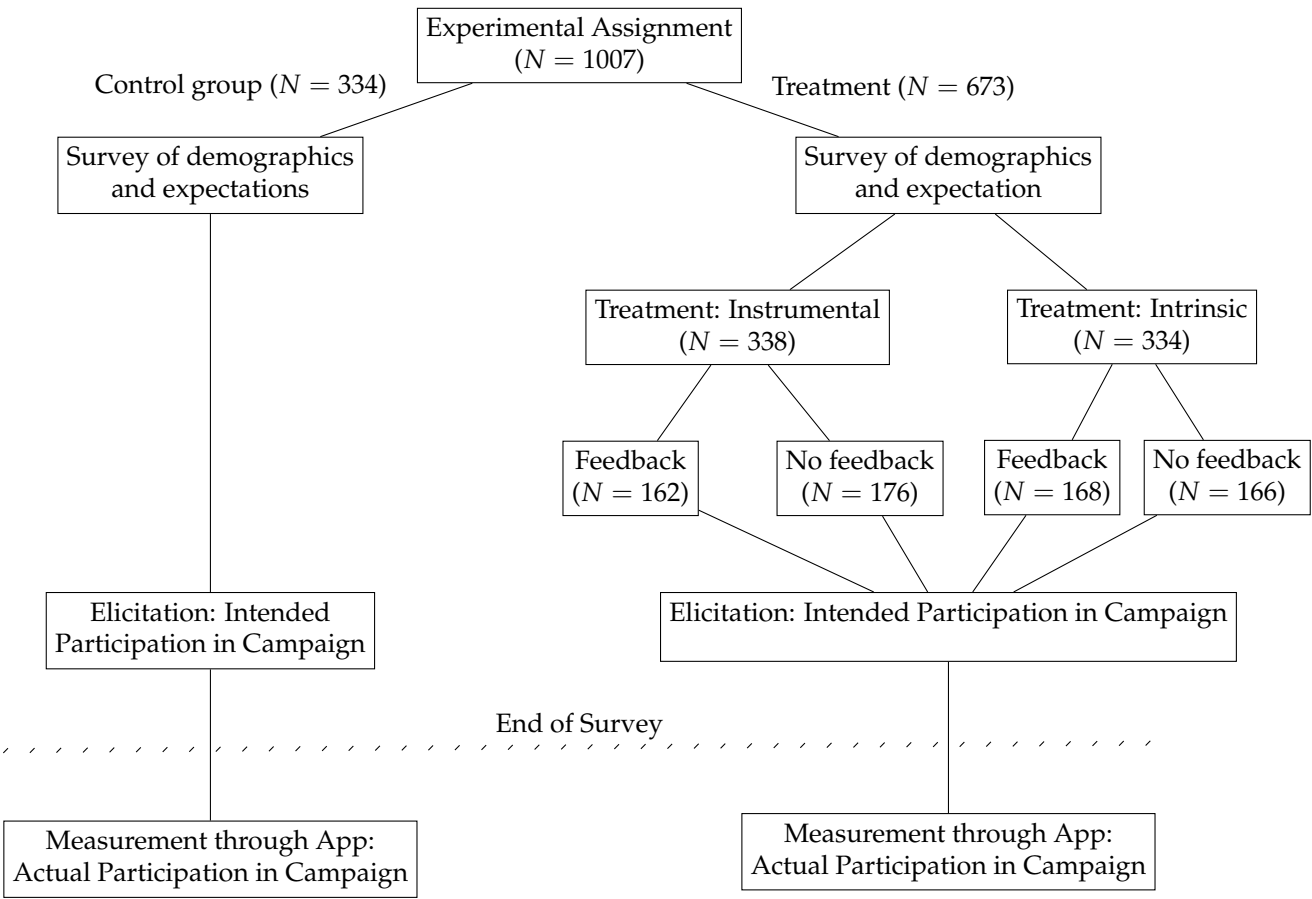 Experimental Assignment
(N = 1007)
Control group (N = 334)
Treatment (N = 673)
Survey of demographics
and expectations
Survey of demographics
and expectation
Treatment: Instrumental
(N = 338)
Treatment: Intrinsic
(N = 334)
Feedback
(N = 162)
No feedback
(N = 176)
Feedback
(N = 168)
No feedback
(N = 166)
Elicitation: Intended
Participation in Campaign
Elicitation: Intended Participation in Campaign
End of Survey
Measurement through App:
Actual Participation in Campaign
Measurement through App:
Actual Participation in Campaign